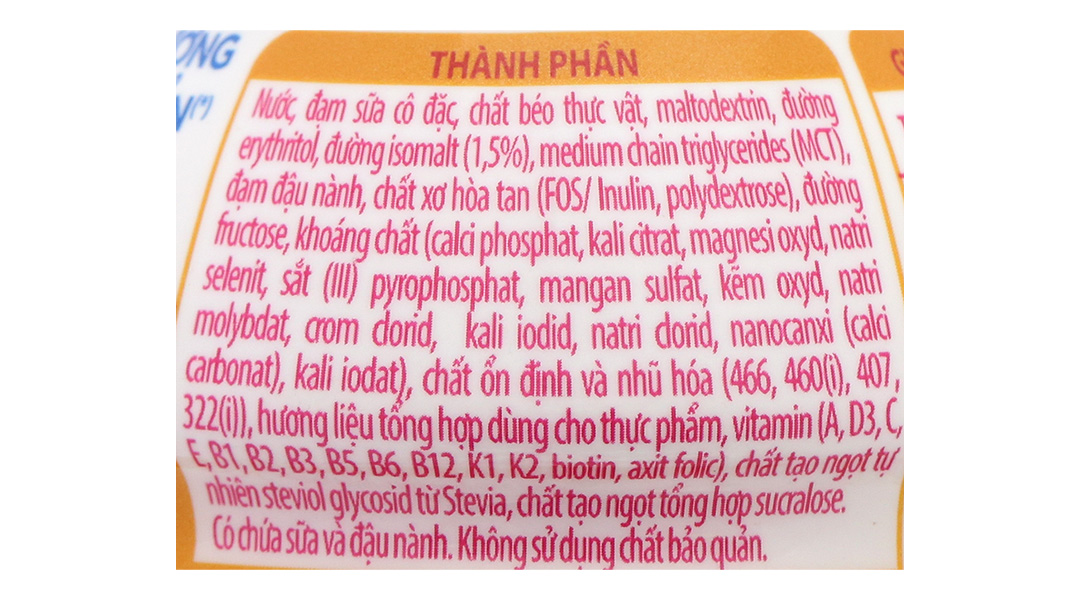 THÀNH PHẦN
Nước, đạm sữa cô đặc, chất béo thực vật, maltodextrin, đường
erythritol, đường isomalt (1,5%), medium chain triglycerides (MCT),
đạm đậu nành, chất xơ hòa tan (FOS/ Inulin, polydextrose), đường
fructose, khoáng chất (calci phosphat, kali citrat, magnesi oxyd, natri
selenit, sắt (III) pyrophosphat, mangan sulfat, kẽm oxyd, natri
molybdat, crom clorid, kali iodid, natri clorid, nanocanxi (calci
carbonat), kali iodat), chất ổn định và nhũ hóa (466, 460(i), 407,
322(i)), hương liệu tổng hợp dùng cho thực phẩm, vitamin (A, D3, C,
E, B1, B2, B3, B5, B6, B12, K1, K2, biotin, axit folic), chất tạo ngọt tự
nhiên steviol glycosid từ Stevia, chất tạo ngọt tổng hợp sucralose.
Có chứa sữa và đậu nành. Không sử dụng chất bảo quản.